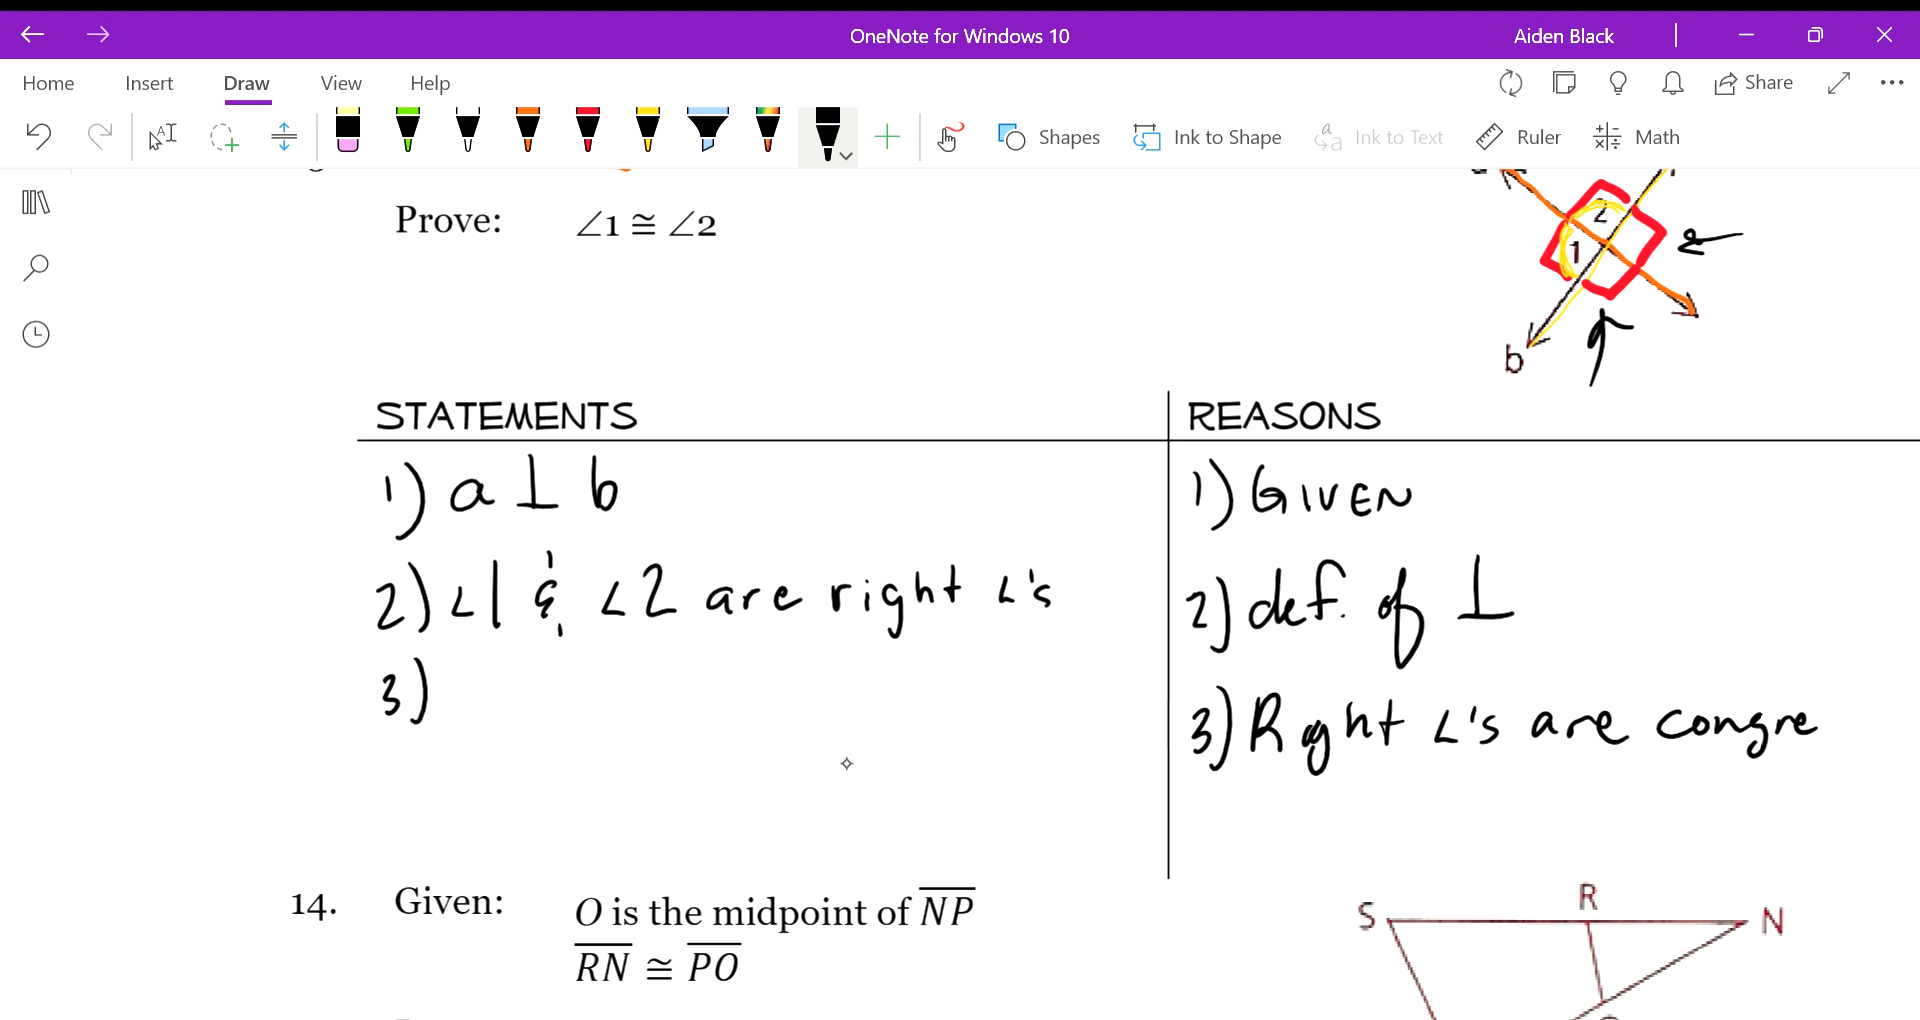 OneNote for Windows 10
Aiden Black
Home Insert Draw View Help
Share
Shapes Ink to Shape Ink to Text Ruler Math
Prove: ∠1 ≅ ∠2
2
1
b
STATEMENTS REASONS
1) a ⊥ b
1) GIVEN
2) ∠1 & ∠2 are right ∠'s
2) def. of ⊥
3)
3) Right ∠'s are congre
14. Given: O is the midpoint of NP
RN ≅ PO
S R N